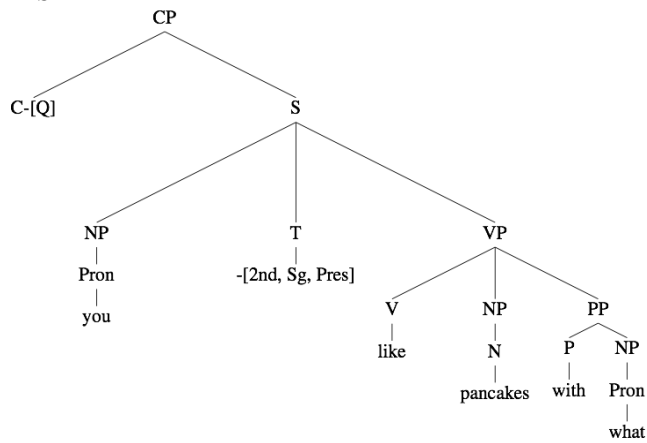 CP
C-[Q] S
NP T VP
Pron -[2nd, Sg, Pres]
you
V NP PP
like N P NP
pancakes with Pron
what